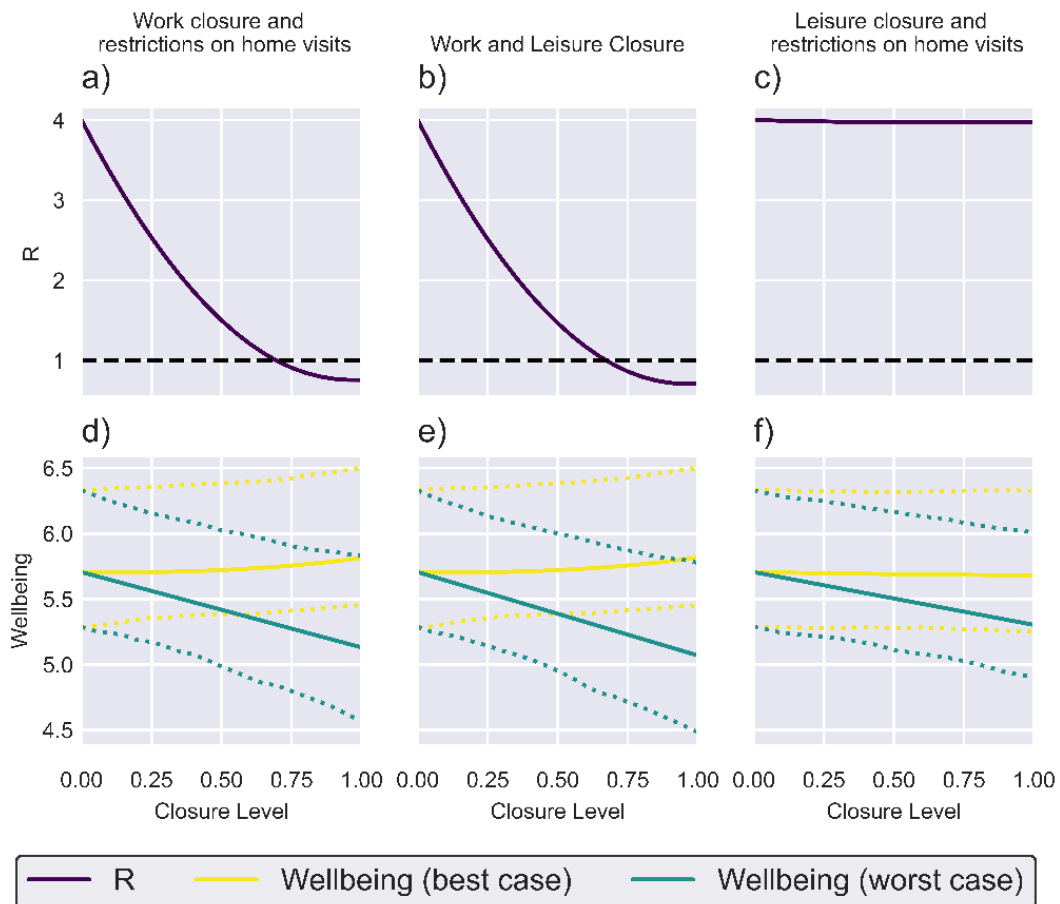 Work closure and
restrictions on home visits
Work and Leisure Closure
Leisure closure and
restrictions on home visits
a)
b)
c)
4
3
2
1
R
d)
e)
f)
6.5
6.0
5.5
5.0
4.5
Wellbeing
0.00 0.25 0.50 0.75 1.00
0.00 0.25 0.50 0.75 1.00
0.00 0.25 0.50 0.75 1.00
Closure Level
Closure Level
Closure Level
R
Wellbeing (best case)
Wellbeing (worst case)